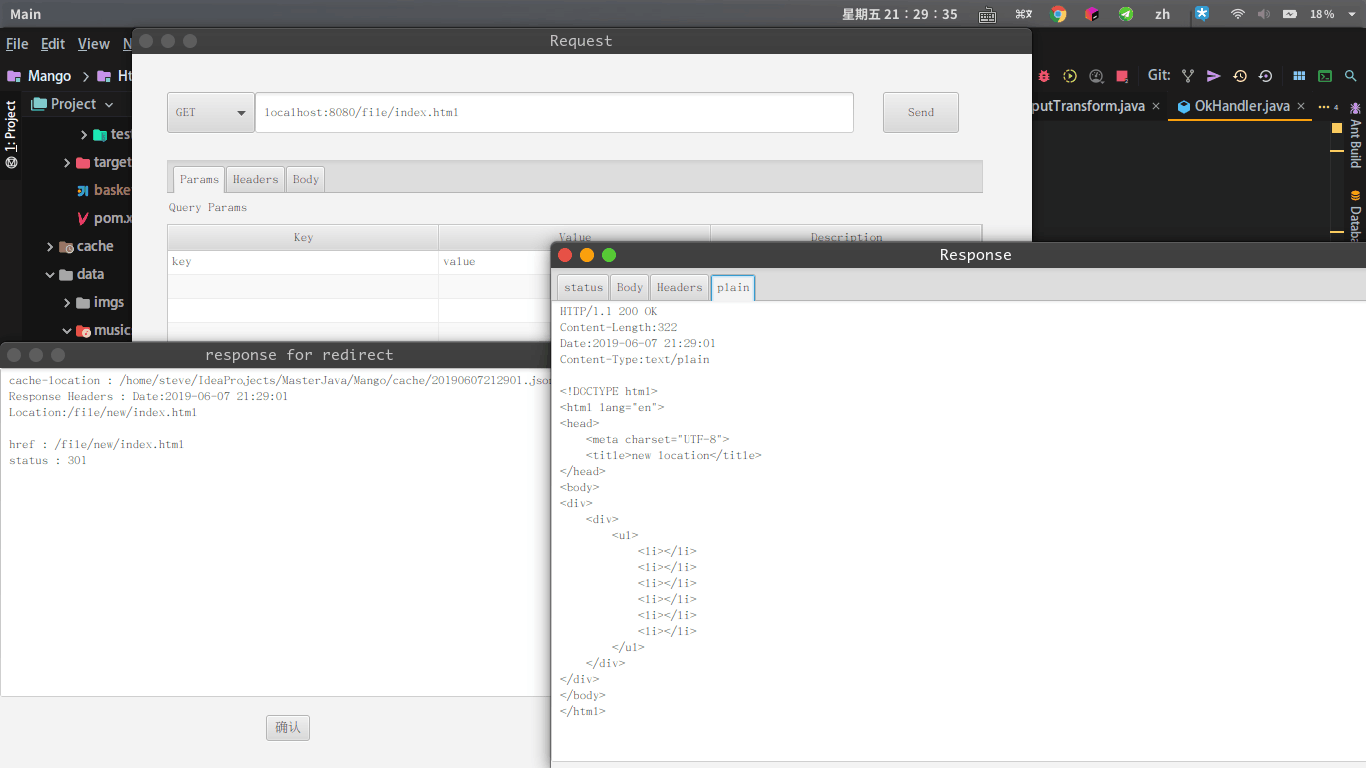 Main
星期五 21：29：35
zh
18%
File Edit View N
Request
Mango
Ht
Git:
Project
1: Project
GET
localhost:8080/file/index.html
Send
putTransform.java
OkHandler.java
4
Ant Build
test
target
Params
Headers
Body
baske
Query Params
pom.x
Databa
Key
Value
Description
cache
key
value
Response
data
status
Body
Headers
plain
imgs
music
HTTP/1.1 200 OK
Content-Length:322
Date:2019-06-07 21:29:01
Content-Type:text/plain
<!DOCTYPE html>
<html lang="en">
<head>
<meta charset="UTF-8">
<title>new location</title>
</head>
<body>
<div>
<div>
<ul>
<li></li>
<li></li>
<li></li>
<li></li>
<li></li>
<li></li>
</ul>
</div>
</div>
</body>
</html>
response for redirect
cache-location : /home/steve/IdeaProjects/MasterJava/Mango/cache/20190607212901.json
Response Headers : Date:2019-06-07 21:29:01
Location:/file/new/index.html
href : /file/new/index.html
status : 301
确认